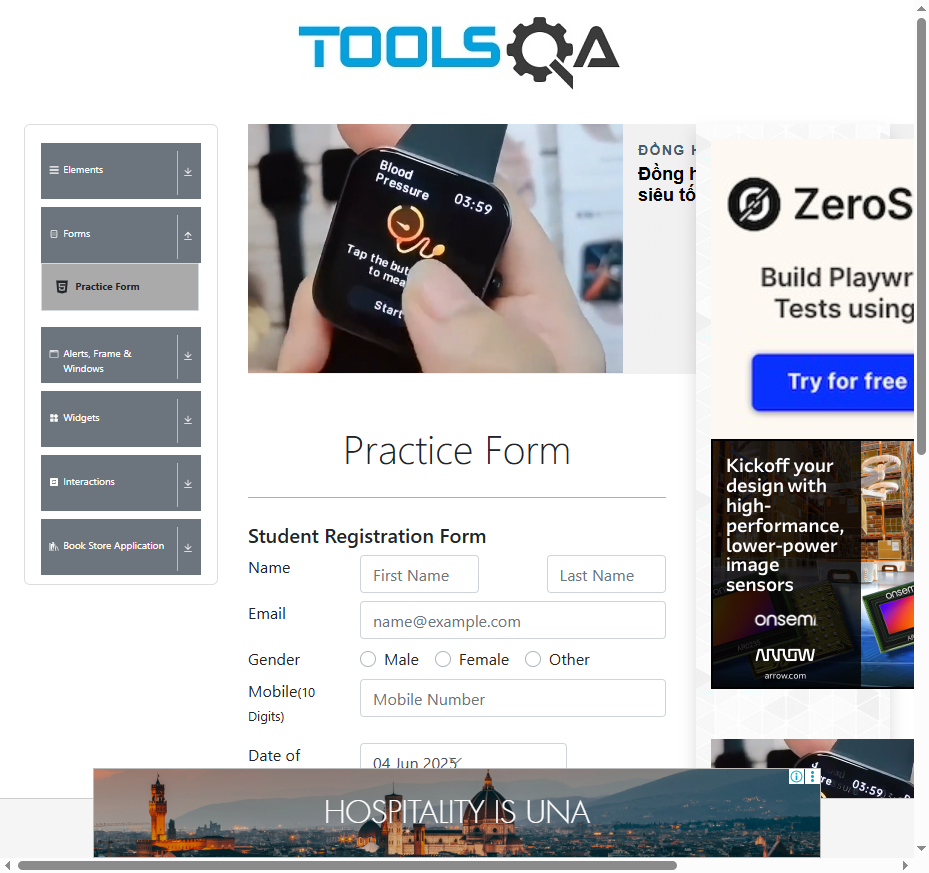 TOOLSQA
Elements
Forms
Practice Form
Alerts, Frame &
Windows
Widgets
Interactions
Book Store Application
Blood
Pressure
03:59
Tap the but
to mea
Start
ĐỒNG H
Đồng h
siêu tố
ZeroS
Build Playwr
Tests using
Try for free
Kickoff your
design with
high-
performance,
lower-power
image
sensors
onsemi
ARROW
arrow.com
Practice Form
Student Registration Form
Name
First Name
Last Name
Email
name@example.com
Gender
Male
Female
Other
Mobile(10
Digits)
Mobile Number
Date of
04 Jun 2025
03:59
HOSPITALITY IS UNA